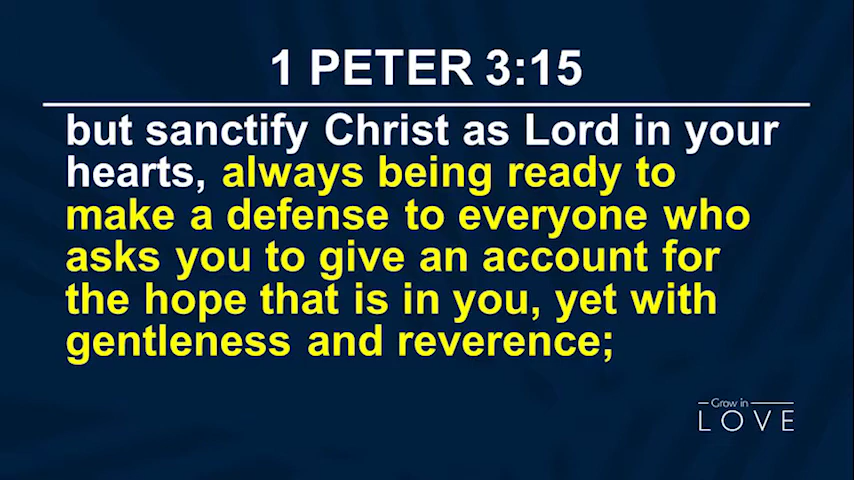 1 PETER 3:15
but sanctify Christ as Lord in your
hearts, always being ready to
make a defense to everyone who
asks you to give an account for
the hope that is in you, yet with
gentleness and reverence;
Grow in
LOVE